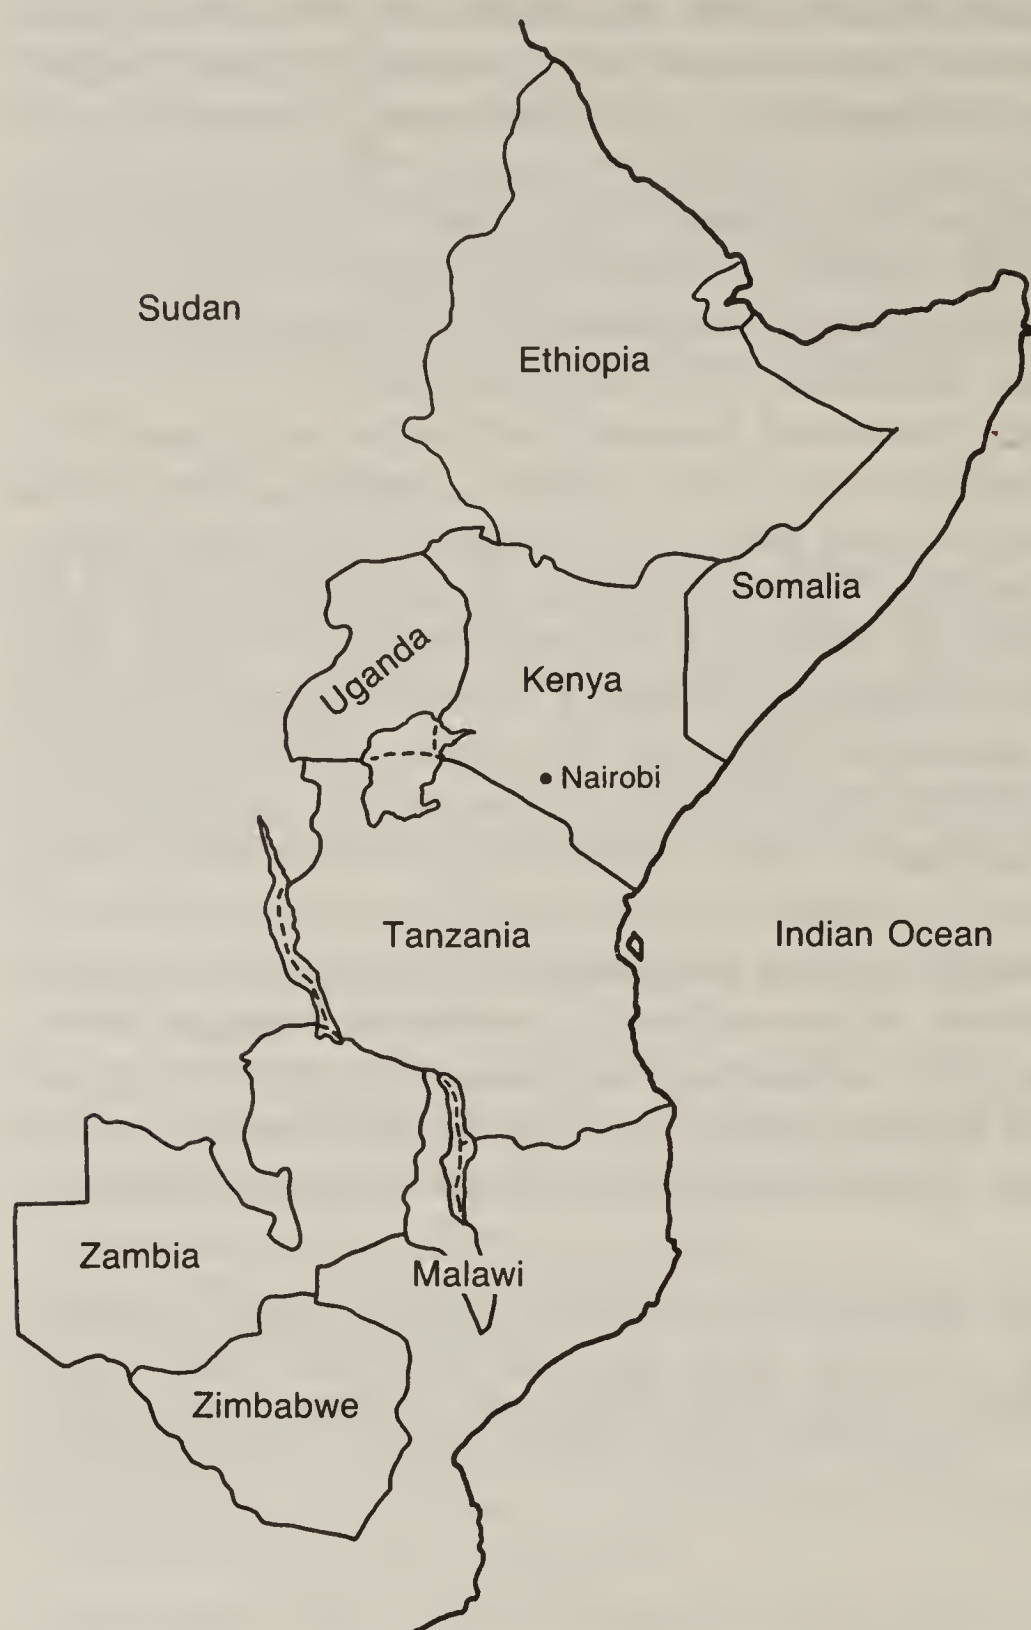 Sudan
Ethiopia
Somalia
Uganda
Kenya
Nairobi
Tanzania
Indian Ocean
Zambia
Malawi
Zimbabwe